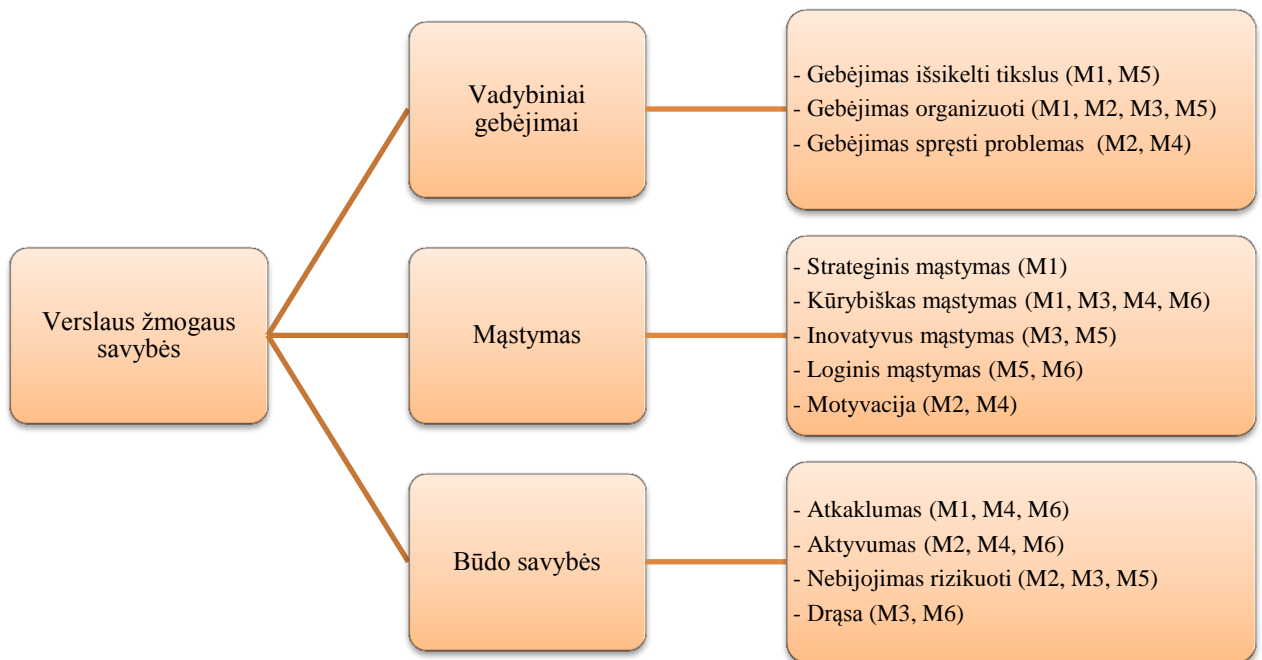 Verslaus žmogaus
savybės
Vadybiniai
gebėjimai
- Gebėjimas išsikelti tikslus (M1, M5)
- Gebėjimas organizuoti (M1, M2, M3, M5)
- Gebėjimas spręsti problemas (M2, M4)
Mąstymas
- Strateginis mąstymas (M1)
- Kūrybiškas mąstymas (M1, M3, M4, M6)
- Inovatyvus mąstymas (M3, M5)
- Loginis mąstymas (M5, M6)
- Motyvacija (M2, M4)
Būdo savybės
- Atkaklumas (M1, M4, M6)
- Aktyvumas (M2, M4, M6)
- Nebijojimas rizikuoti (M2, M3, M5)
- Drąsa (M3, M6)